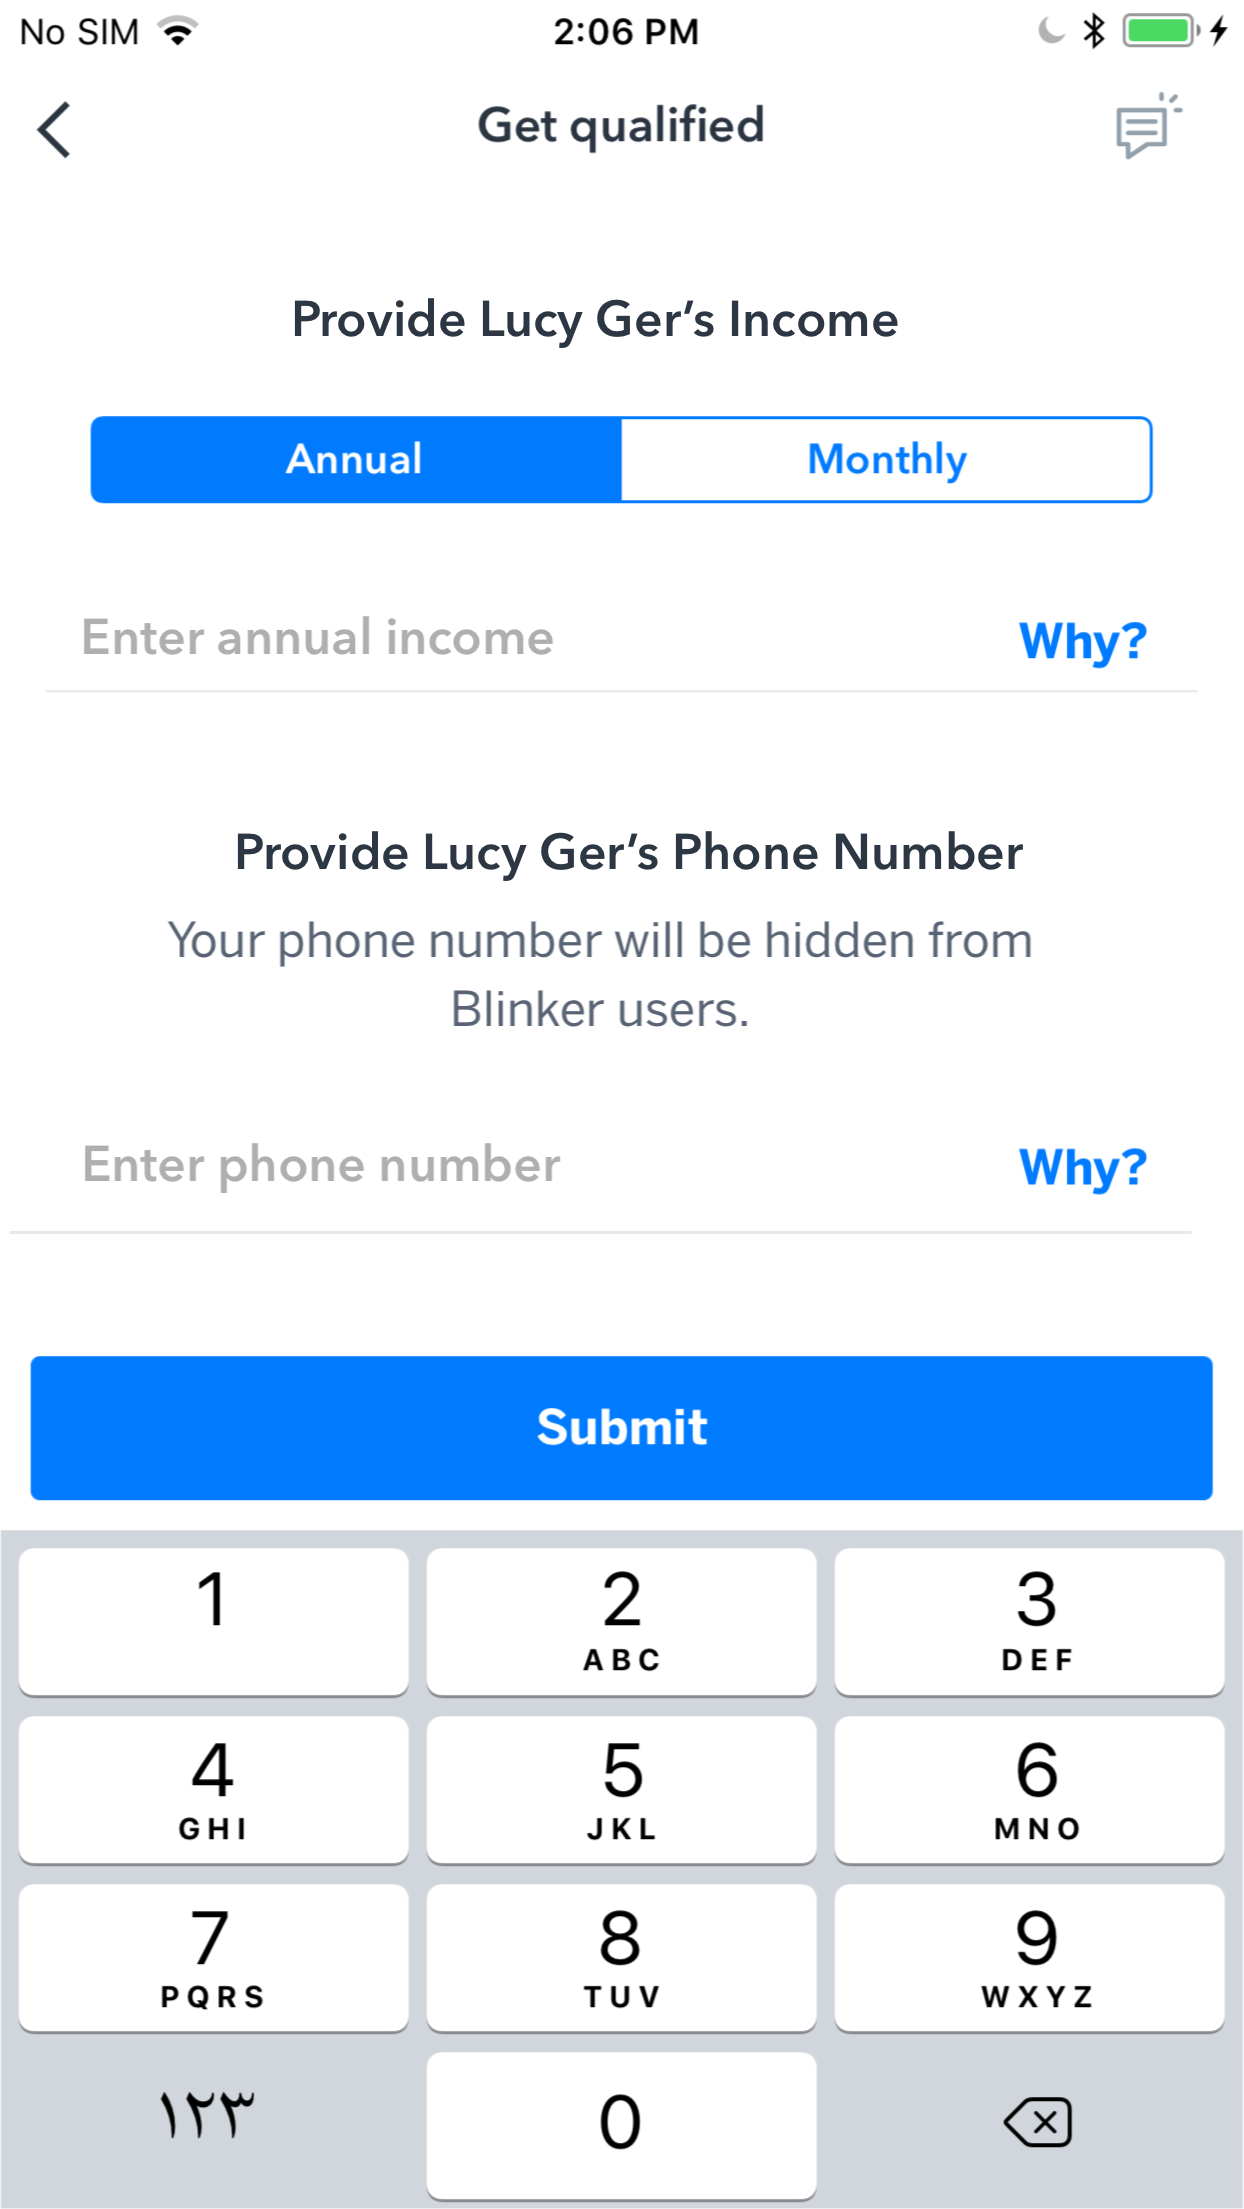 No SIM 2:06 PM
Get qualified
Provide Lucy Ger’s Income
Annual Monthly
Enter annual income Why?
Provide Lucy Ger’s Phone Number
Your phone number will be hidden from
Blinker users.
Enter phone number Why?
Submit
1 2 3
ABC DEF
4 5 6
GHI JKL MNO
7 8 9
PQRS TUV WXYZ
١٢٣ 0